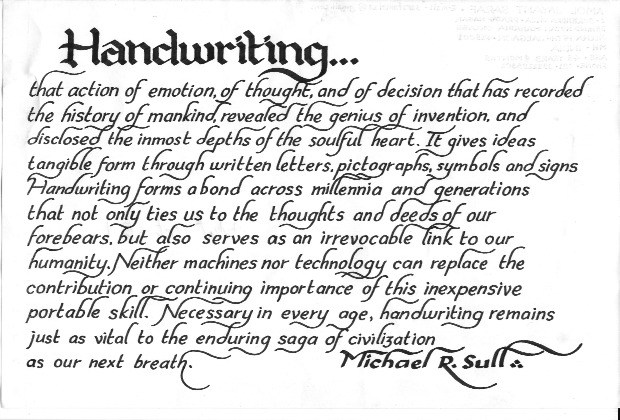 Handwriting...
that action of emotion, of thought, and of decision that has recorded
the history of mankind, revealed the genius of invention, and
disclosed the inmost depths of the soulful heart. It gives ideas
tangible form through written letters, pictographs, symbols and signs
Handwriting forms a bond across millennia and generations
that not only ties us to the thoughts and deeds of our
forebears, but also serves as an irrevocable link to our
humanity. Neither machines nor technology can replace the
contribution or continuing importance of this inexpensive
portable skill. Necessary in every age, handwriting remains
just as vital to the enduring saga of civilization
as our next breath.
Michael R. Sull